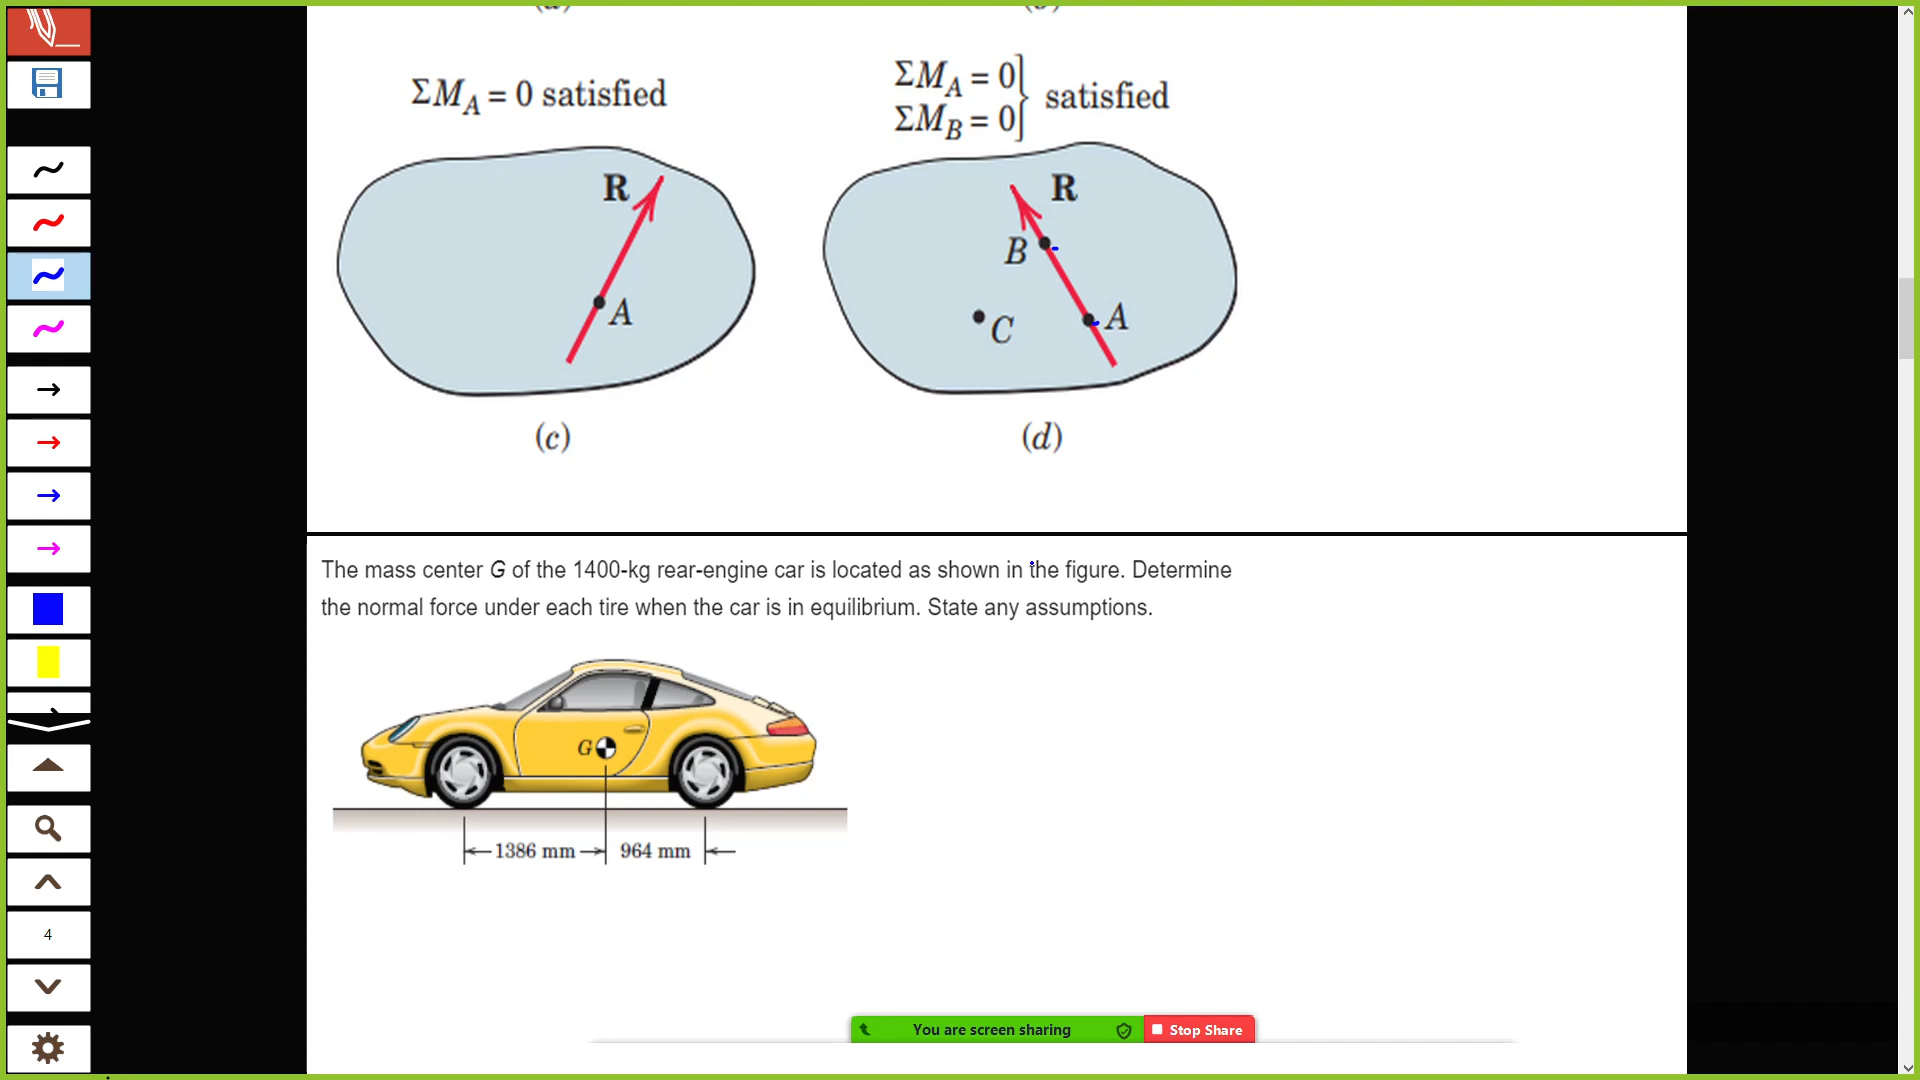 ΣM_A = 0 satisfied
ΣM_A = 0
ΣM_B = 0
satisfied
R
A
R
B
C
A
(c)
(d)
The mass center G of the 1400-kg rear-engine car is located as shown in the figure. Determine
the normal force under each tire when the car is in equilibrium. State any assumptions.
G
1386 mm
964 mm
4
You are screen sharing
Stop Share